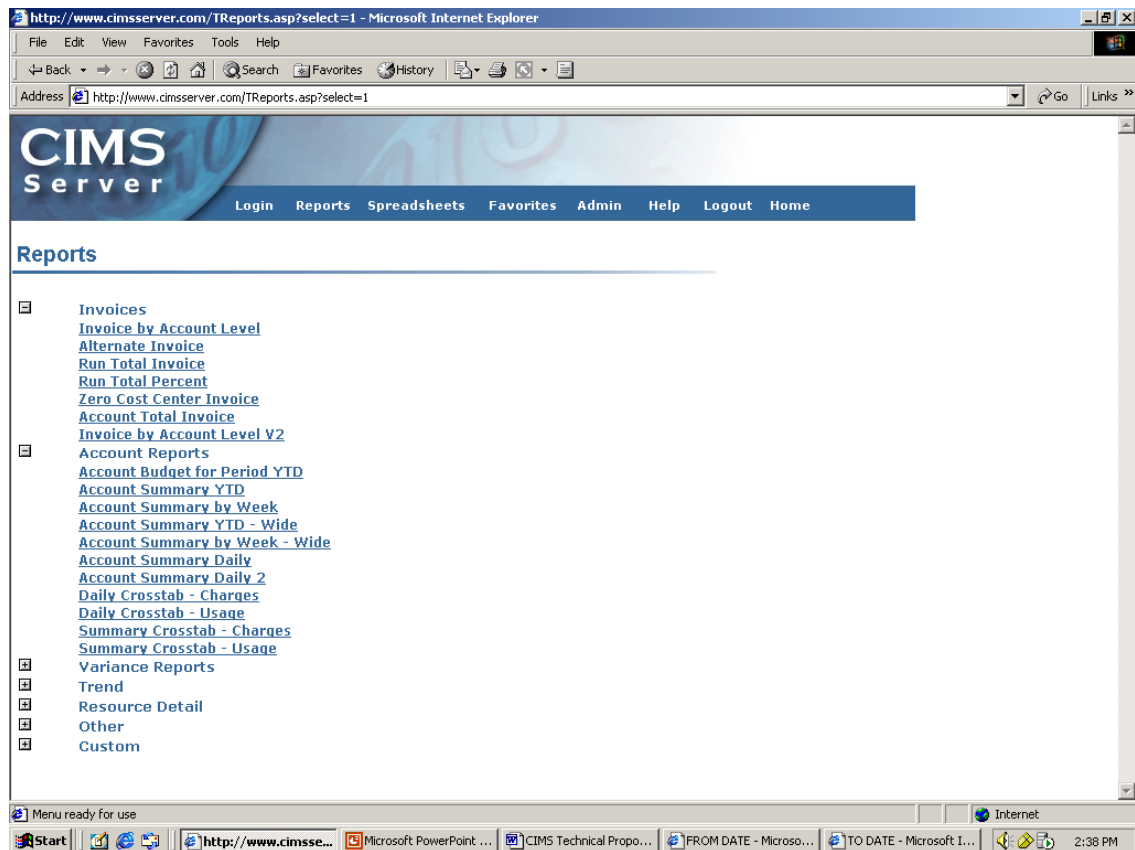 http://www.cimsserver.com/TReports.asp?select=1 - Microsoft Internet Explorer
File Edit View Favorites Tools Help
Back Search Favorites History
Address http://www.cimsserver.com/TReports.asp?select=1 Go Links »
CIMS
Server
Login Reports Spreadsheets Favorites Admin Help Logout Home
Reports
Invoices
Invoice by Account Level
Alternate Invoice
Run Total Invoice
Run Total Percent
Zero Cost Center Invoice
Account Total Invoice
Invoice by Account Level V2
Account Reports
Account Budget for Period YTD
Account Summary YTD
Account Summary by Week
Account Summary YTD - Wide
Account Summary by Week - Wide
Account Summary Daily
Account Summary Daily 2
Daily Crosstab - Charges
Daily Crosstab - Usage
Summary Crosstab - Charges
Summary Crosstab - Usage
Variance Reports
Trend
Resource Detail
Other
Custom
Menu ready for use Internet
Start http://www.cimsse... Microsoft PowerPoint ... CIMS Technical Propo... FROM DATE - Microso... TO DATE - Microsoft I... 2:38 PM